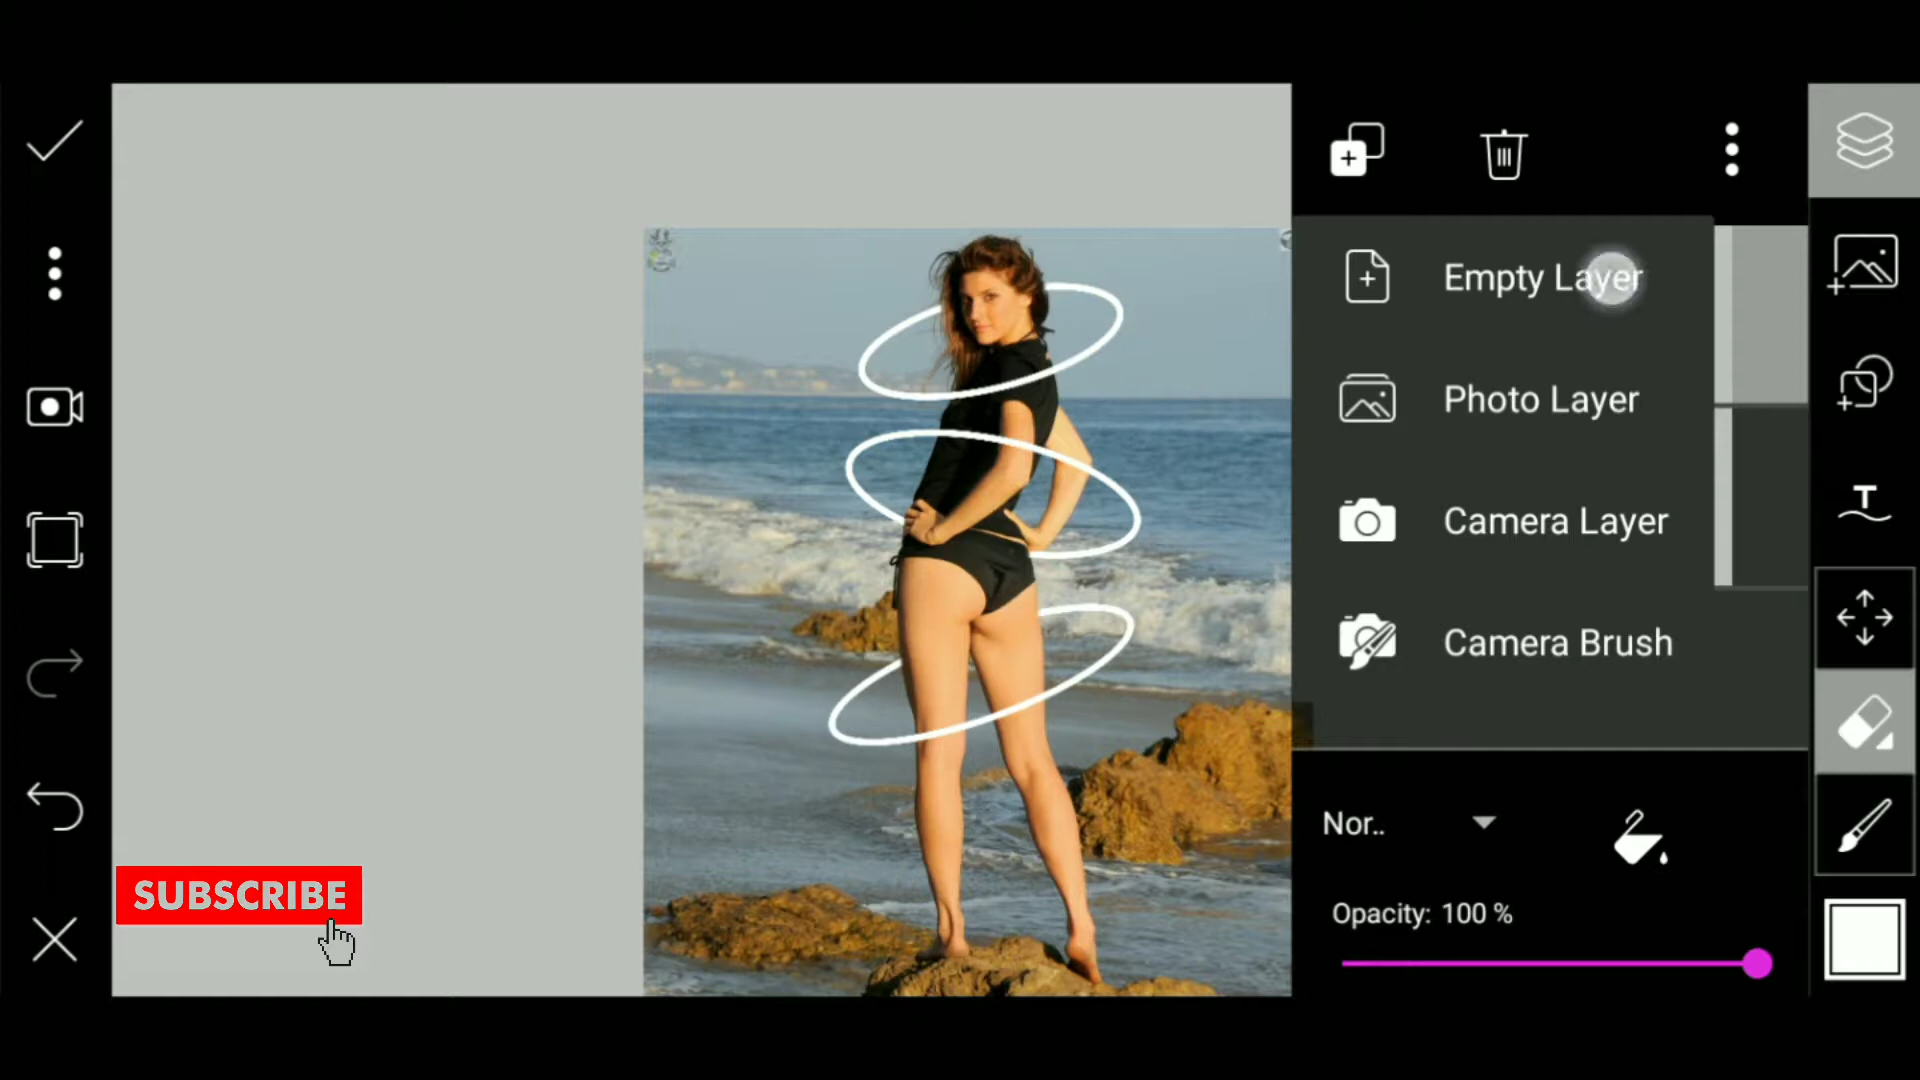 Empty Layer
Photo Layer
Camera Layer
Camera Brush
Nor..
Opacity: 100 %
SUBSCRIBE
T